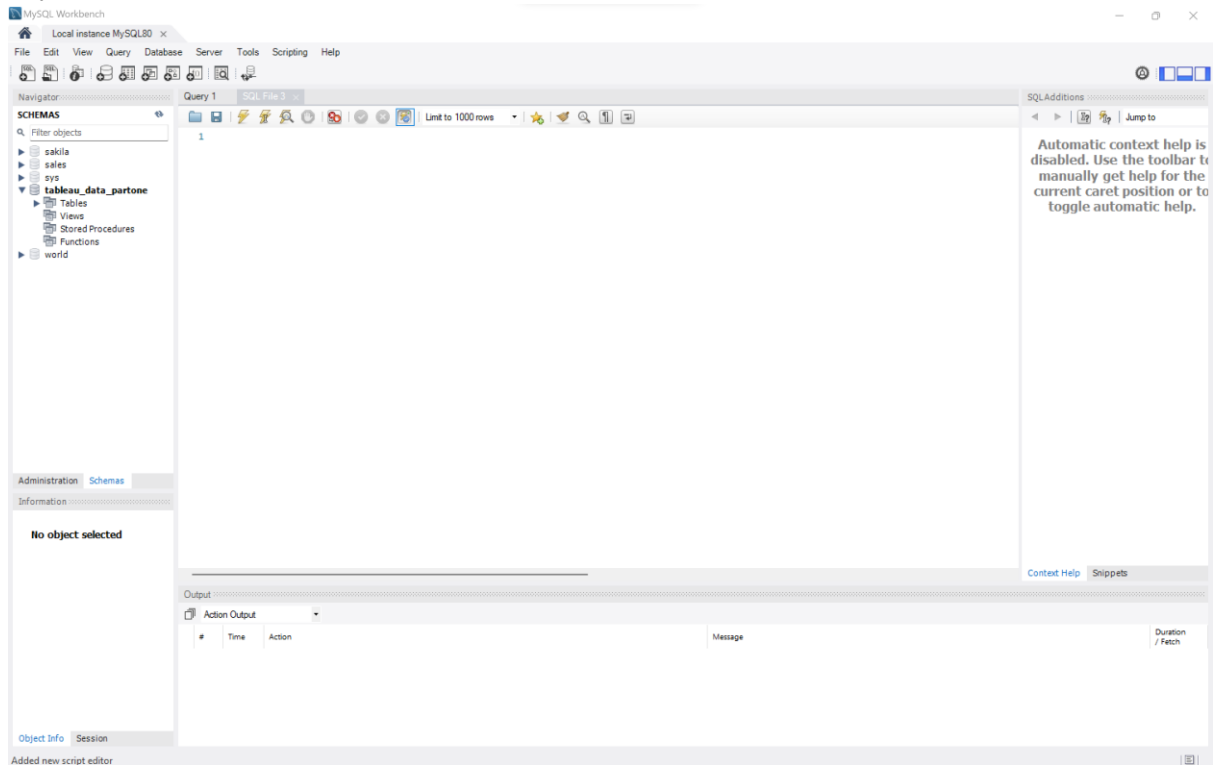 MySQL Workbench
Local instance MySQL80
File Edit View Query Database Server Tools Scripting Help
Navigator
SCHEMAS
Filter objects
sakila
sales
sys
tableau_data_partone
Tables
Views
Stored Procedures
Functions
world
Administration Schemas
Information
No object selected
Object Info Session
Query 1 SQL File 3
Limit to 1000 rows
1
SQLAdditions
Jump to
Automatic context help is
disabled. Use the toolbar to
manually get help for the
current caret position or to
toggle automatic help.
Context Help Snippets
Output
Action Output
# Time Action Message Duration / Fetch
Added new script editor